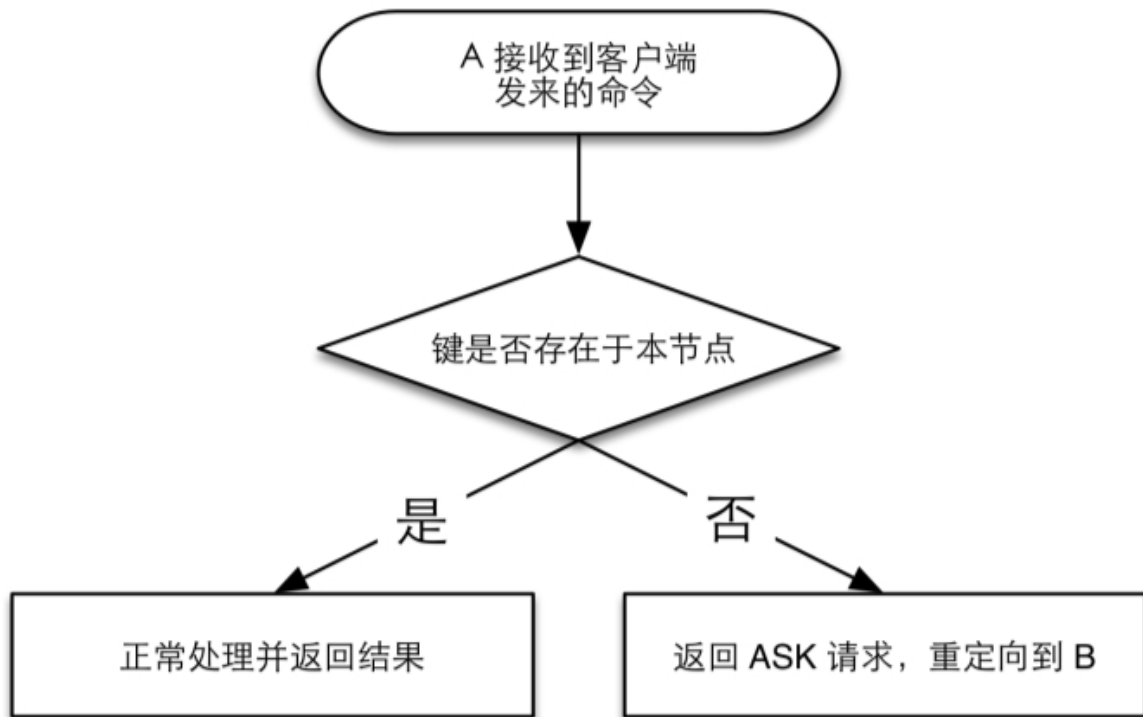 A 接收到客户端
发来的命令
键是否存在于本节点
是
否
正常处理并返回结果
返回 ASK 请求，重定向到 B